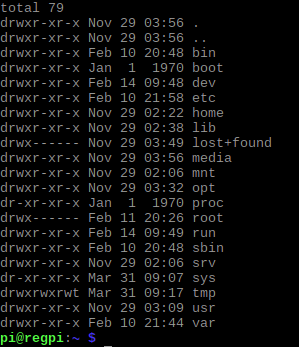 total 79
drwxr-xr-x Nov 29 03:56 .
drwxr-xr-x Nov 29 03:56 ..
drwxr-xr-x Feb 10 20:48 bin
drwxr-xr-x Jan  1  1970 boot
drwxr-xr-x Feb 14 09:48 dev
drwxr-xr-x Feb 10 21:58 etc
drwxr-xr-x Nov 29 02:22 home
drwxr-xr-x Nov 29 02:38 lib
drwx------ Nov 29 03:49 lost+found
drwxr-xr-x Nov 29 03:56 media
drwxr-xr-x Nov 29 02:06 mnt
drwxr-xr-x Nov 29 03:32 opt
dr-xr-xr-x Jan  1  1970 proc
drwx------ Feb 11 20:26 root
drwxr-xr-x Feb 14 09:49 run
drwxr-xr-x Feb 10 20:48 sbin
drwxr-xr-x Nov 29 02:06 srv
dr-xr-xr-x Mar 31 09:07 sys
drwxrwxrwt Mar 31 09:17 tmp
drwxr-xr-x Nov 29 03:09 usr
drwxr-xr-x Feb 10 21:44 var
pi@regpi:~ $